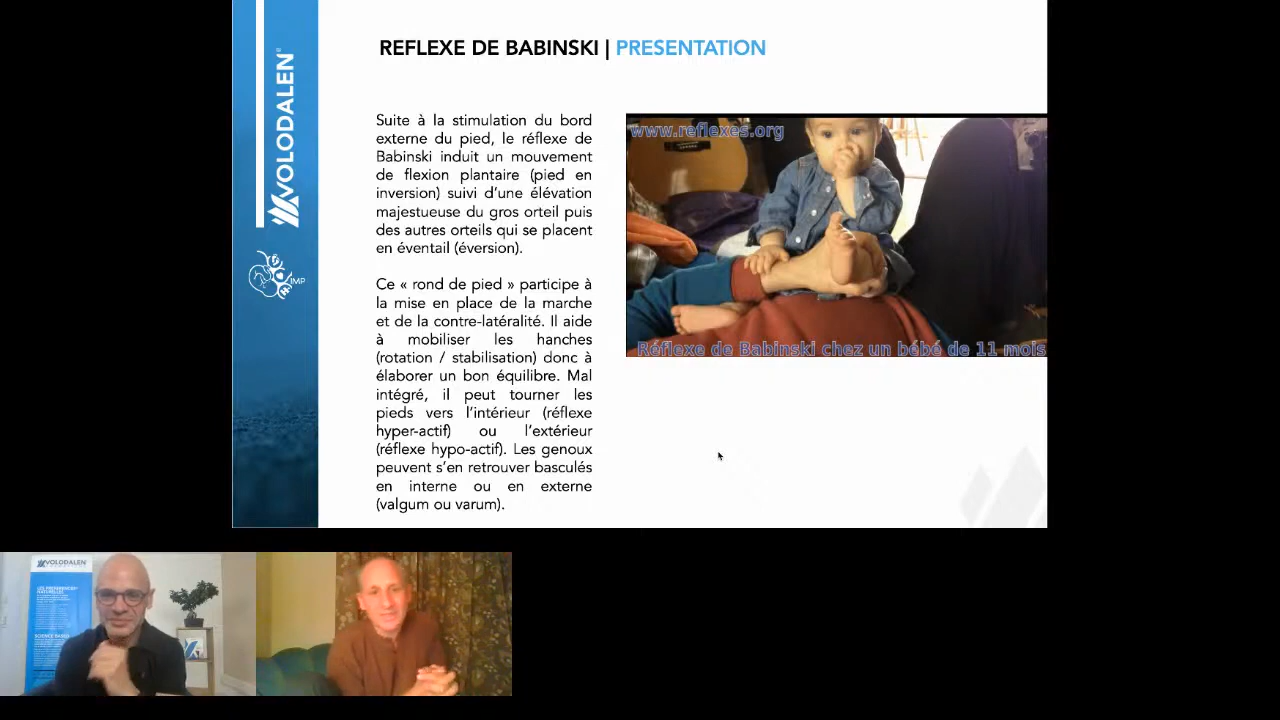 REFLEXE DE BABINSKI | PRESENTATION
VOLODALEN
IMP
Suite à la stimulation du bord
externe du pied, le réflexe de
Babinski induit un mouvement
de flexion plantaire (pied en
inversion) suivi d’une élévation
majestueuse du gros orteil puis
des autres orteils qui se placent
en éventail (éversion).
Ce « rond de pied » participe à
la mise en place de la marche
et de la contre-latéralité. Il aide
à mobiliser les hanches
(rotation / stabilisation) donc à
élaborer un bon équilibre. Mal
intégré, il peut tourner les
pieds vers l’intérieur (réflexe
hyper-actif) ou l’extérieur
(réflexe hypo-actif). Les genoux
peuvent s’en retrouver basculés
en interne ou en externe
(valgum ou varum).
www.reflexes.org
Réflexe de Babinski chez un bébé de 11 mois
VOLODALEN
LES PREFERENCES
NATURELLES
SCIENCE BASED